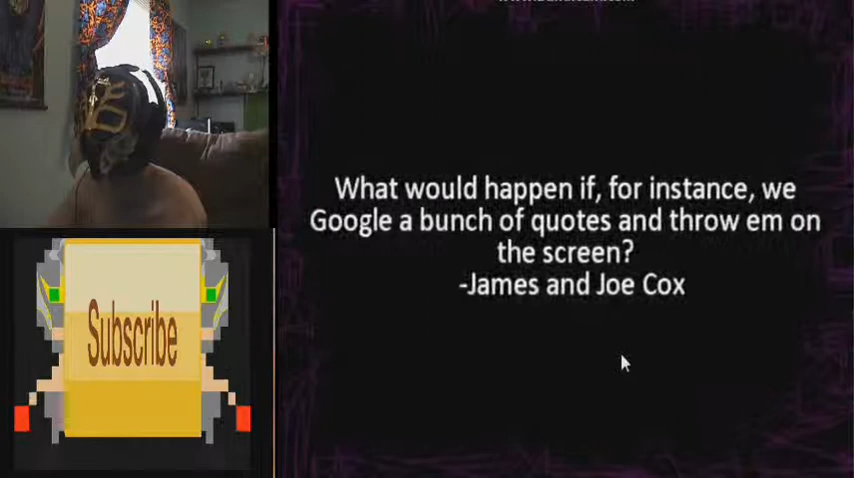 What would happen if, for instance, we
Google a bunch of quotes and throw em on
the screen?
-James and Joe Cox
Subscribe